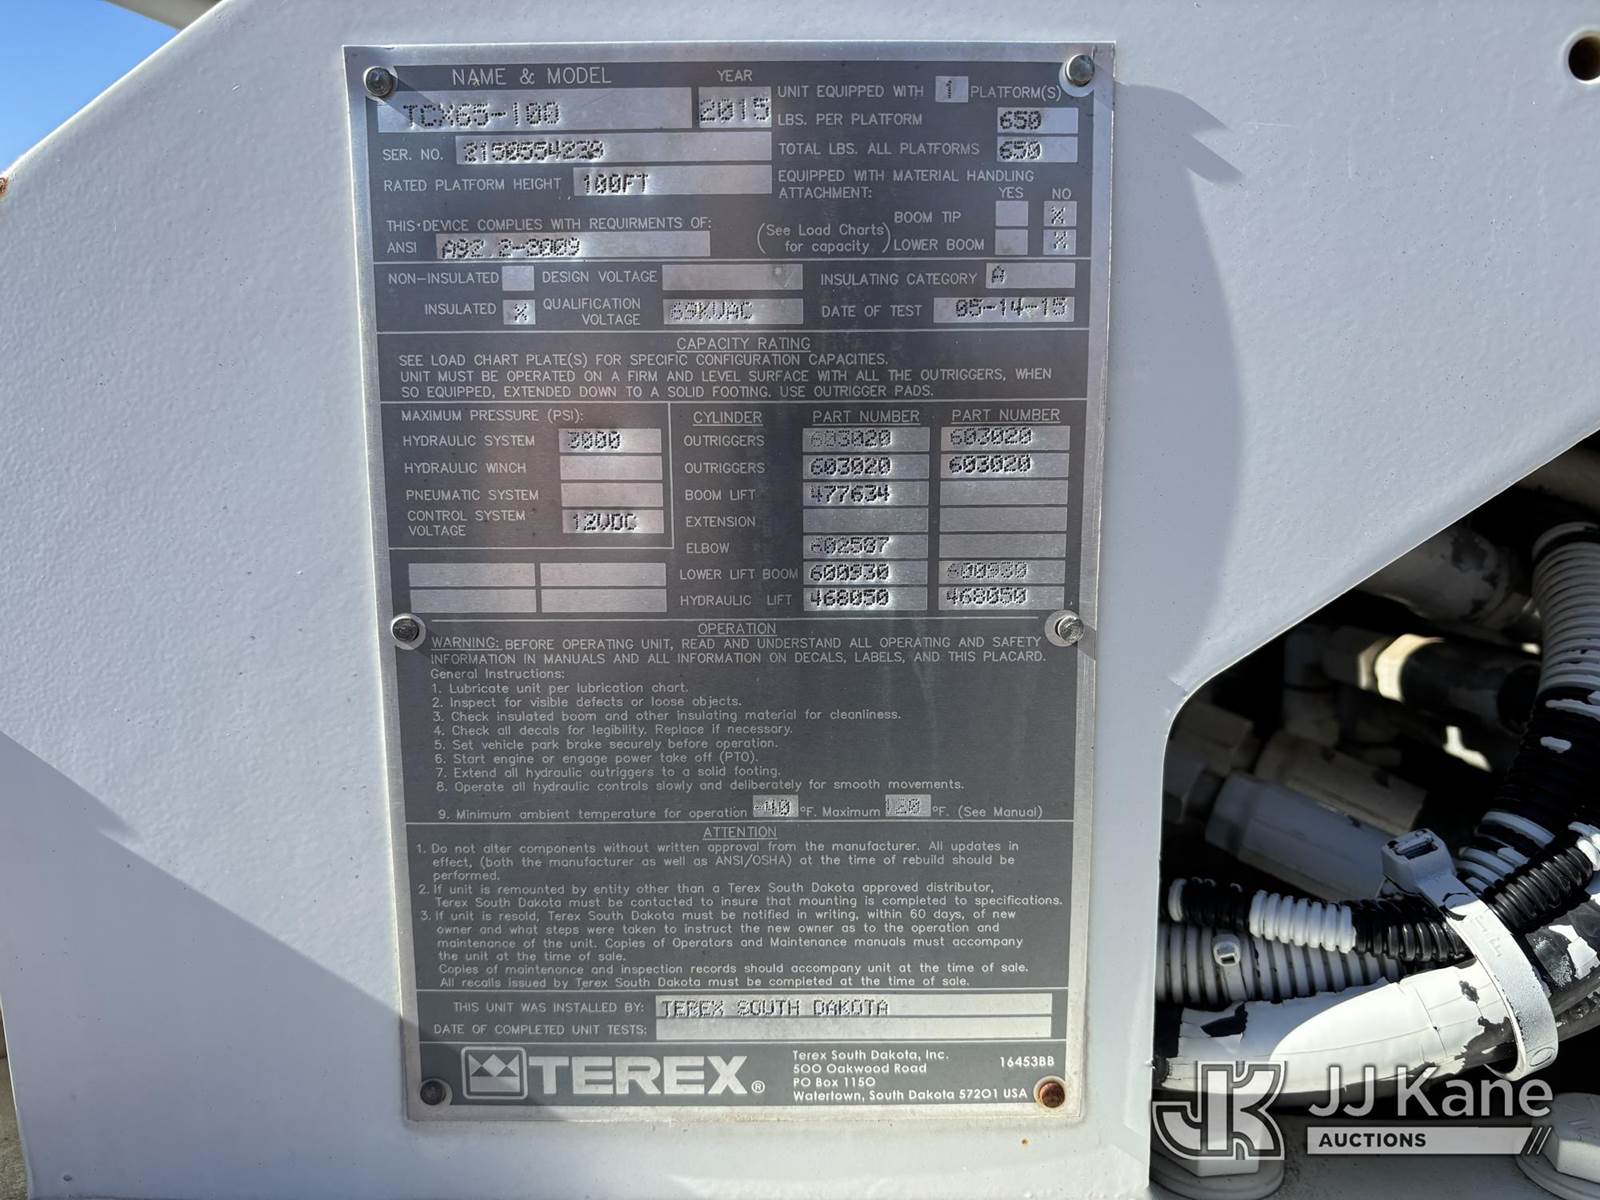 NAME & MODEL YEAR
TCX65-100 2015
UNIT EQUIPPED WITH 1 PLATFORM(S)
LBS. PER PLATFORM 650
TOTAL LBS. ALL PLATFORMS 650
SER. NO. 2150554238
RATED PLATFORM HEIGHT 100FT
EQUIPPED WITH MATERIAL HANDLING
ATTACHMENT: YES NO
BOOM TIP X
(See Load Charts for capacity) LOWER BOOM X
THIS DEVICE COMPLIES WITH REQUIRMENTS OF:
ANSI A92.2-2009
NON-INSULATED DESIGN VOLTAGE INSULATING CATEGORY A
INSULATED X QUALIFICATION VOLTAGE 69KVAC DATE OF TEST 05-14-15
CAPACITY RATING
SEE LOAD CHART PLATE(S) FOR SPECIFIC CONFIGURATION CAPACITIES.
UNIT MUST BE OPERATED ON A FIRM AND LEVEL SURFACE WITH ALL THE OUTRIGGERS, WHEN
SO EQUIPPED, EXTENDED DOWN TO A SOLID FOOTING. USE OUTRIGGER PADS.
MAXIMUM PRESSURE (PSI):
HYDRAULIC SYSTEM 3000
HYDRAULIC WINCH
PNEUMATIC SYSTEM
CONTROL SYSTEM
VOLTAGE 12VDC
CYLINDER PART NUMBER PART NUMBER
OUTRIGGERS 603020 603020
OUTRIGGERS 603020 603020
BOOM LIFT 477634
EXTENSION
ELBOW 602587
LOWER LIFT BOOM 600930 600930
HYDRAULIC LIFT 468050 468050
OPERATION
WARNING: BEFORE OPERATING UNIT, READ AND UNDERSTAND ALL OPERATING AND SAFETY
INFORMATION IN MANUALS AND ALL INFORMATION ON DECALS, LABELS, AND THIS PLACARD.
General Instructions:
1. Lubricate unit per lubrication chart.
2. Inspect for visible defects or loose objects.
3. Check insulated boom and other insulating material for cleanliness.
4. Check all decals for legibility. Replace if necessary.
5. Set vehicle park brake securely before operation.
6. Start engine or engage power take off (PTO).
7. Extend all hydraulic outriggers to a solid footing.
8. Operate all hydraulic controls slowly and deliberately for smooth movements.
9. Minimum ambient temperature for operation -40 °F. Maximum 120 °F. (See Manual)
ATTENTION
1. Do not alter components without written approval from the manufacturer. All updates in
effect, (both the manufacturer as well as ANSI/OSHA) at the time of rebuild should be
performed.
2. If unit is remounted by entity other than a Terex South Dakota approved distributor,
Terex South Dakota must be contacted to insure that mounting is completed to specifications.
3. If unit is resold, Terex South Dakota must be notified in writing, within 60 days, of new
owner and what steps were taken to instruct the new owner as to the operation and
maintenance of the unit. Copies of Operators and Maintenance manuals must accompany
the unit at the time of sale.
Copies of maintenance and inspection records should accompany unit at the time of sale.
All recalls issued by Terex South Dakota must be completed at the time of sale.
THIS UNIT WAS INSTALLED BY: TEREX SOUTH DAKOTA
DATE OF COMPLETED UNIT TESTS:
TEREX®
Terex South Dakota, Inc. 16453BB
500 Oakwood Road
PO Box 1150
Watertown, South Dakota 57201 USA
JK JJ Kane
AUCTIONS